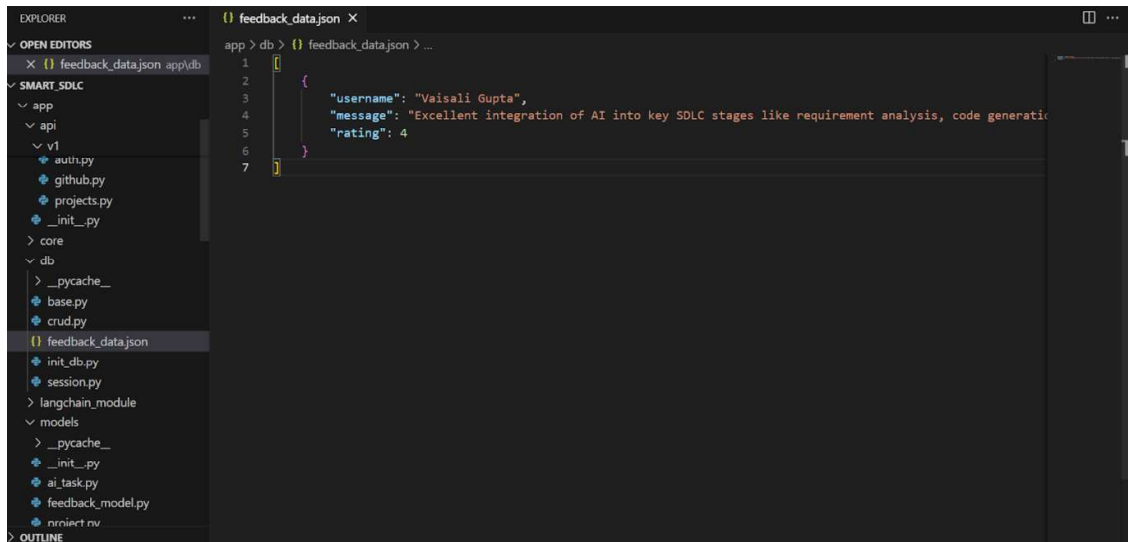 EXPLORER
OPEN EDITORS
{} feedback_data.json app\db
SMART_SDLC
app
api
v1
auth.py
github.py
projects.py
__init__.py
core
db
__pycache__
base.py
crud.py
{} feedback_data.json
init_db.py
session.py
langchain_module
models
__pycache__
__init__.py
ai_task.py
feedback_model.py
project.py
OUTLINE
{} feedback_data.json
app > db > {} feedback_data.json > ...
1 [
2 {
3 "username": "Vaisali Gupta",
4 "message": "Excellent integration of AI into key SDLC stages like requirement analysis, code generatio
5 "rating": 4
6 }
7 ]